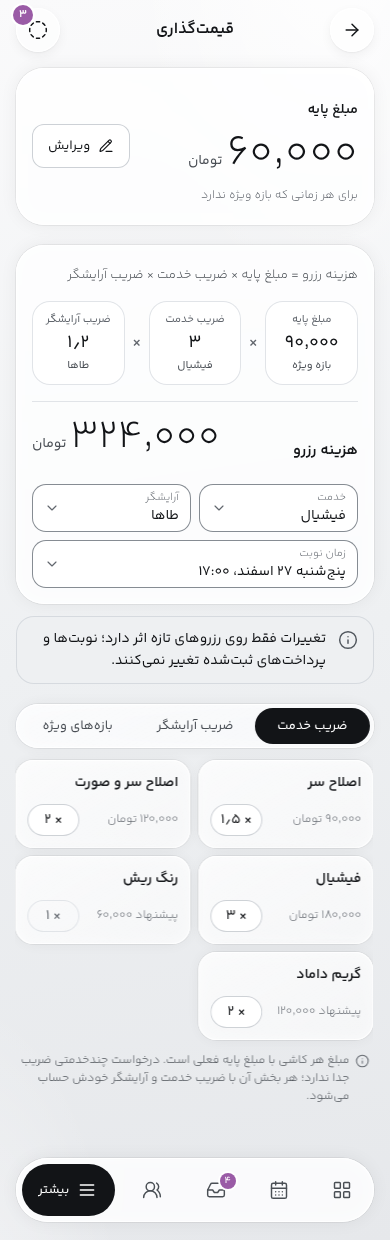 ۳
قیمت‌گذاری
مبلغ پایه
۶۰,۰۰۰ تومان
ویرایش
برای هر زمانی که بازه ویژه ندارد
هزینه رزرو = مبلغ پایه × ضریب خدمت × ضریب آرایشگر
مبلغ پایه
۹۰,۰۰۰
بازه ویژه
×
ضریب خدمت
۳
فیشیال
×
ضریب آرایشگر
۱٫۲
طاها
هزینه رزرو
۳۲۴,۰۰۰ تومان
خدمت
فیشیال
آرایشگر
طاها
زمان نوبت
پنج‌شنبه ۲۷ اسفند، ۱۷:۰۰
تغییرات فقط روی رزروهای تازه اثر دارد؛ نوبت‌ها و
پرداخت‌های ثبت‌شده تغییر نمی‌کنند.
ضریب خدمت
ضریب آرایشگر
بازه‌های ویژه
اصلاح سر
۹۰,۰۰۰ تومان
× ۱٫۵
اصلاح سر و صورت
۱۲۰,۰۰۰ تومان
× ۲
فیشیال
۱۸۰,۰۰۰ تومان
× ۳
رنگ ریش
پیشنهاد ۶۰,۰۰۰
× ۱
گریم داماد
پیشنهاد ۱۲۰,۰۰۰
× ۲
مبلغ هر کاشی با مبلغ پایه فعلی است. درخواست چندخدمتی ضریب
جدا ندارد؛ هر بخش آن با ضریب خدمت و آرایشگر خودش حساب
می‌شود.
۴
بیشتر